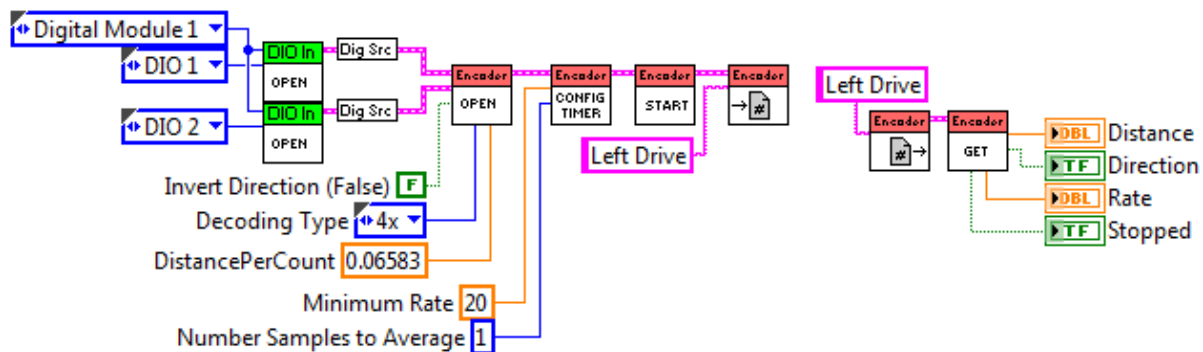 Digital Module 1
DIO 1
DIO 2
DIO In
OPEN
DIO In
OPEN
Dig Src
Dig Src
Encoder
OPEN
Encoder
CONFIG
TIMER
Encoder
START
Encoder
#
Left Drive
Invert Direction (False) F
Decoding Type 4x
DistancePerCount 0.06583
Minimum Rate 20
Number Samples to Average 1
Left Drive
Encoder
#
Encoder
GET
DBL Distance
TF Direction
DBL Rate
TF Stopped